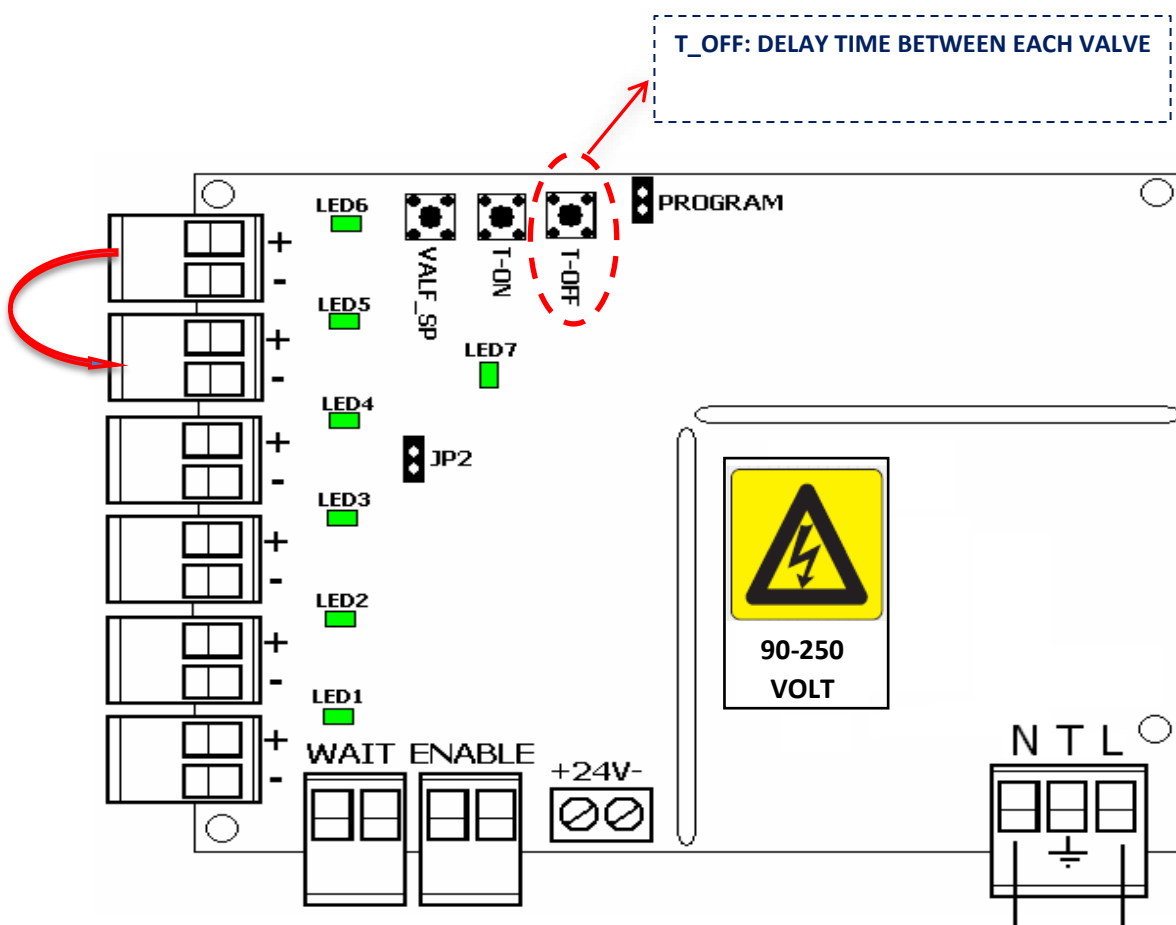 T_OFF: DELAY TIME BETWEEN EACH VALVE
LED6
PROGRAM
+
-
VALF_SP
T-ON
T-OFF
LED5
+
-
LED7
LED4
+
-
JP2
LED3
+
-
90-250
VOLT
LED2
+
-
LED1
+
-
WAIT
ENABLE
+24V-
N T L